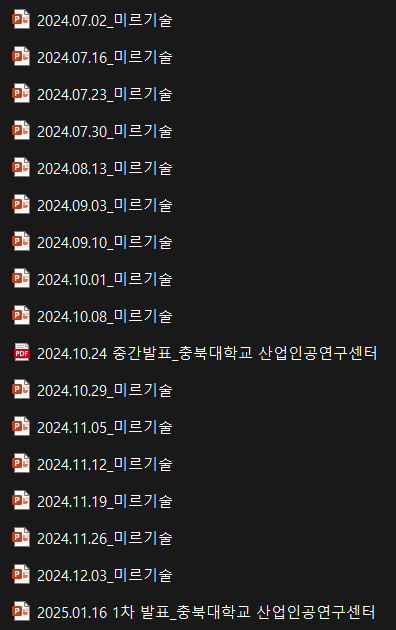 2024.07.02_미르기술
2024.07.16_미르기술
2024.07.23_미르기술
2024.07.30_미르기술
2024.08.13_미르기술
2024.09.03_미르기술
2024.09.10_미르기술
2024.10.01_미르기술
2024.10.08_미르기술
PDF 2024.10.24 중간발표_충북대학교 산업인공연구센터
2024.10.29_미르기술
2024.11.05_미르기술
2024.11.12_미르기술
2024.11.19_미르기술
2024.11.26_미르기술
2024.12.03_미르기술
2025.01.16 1차 발표_충북대학교 산업인공연구센터